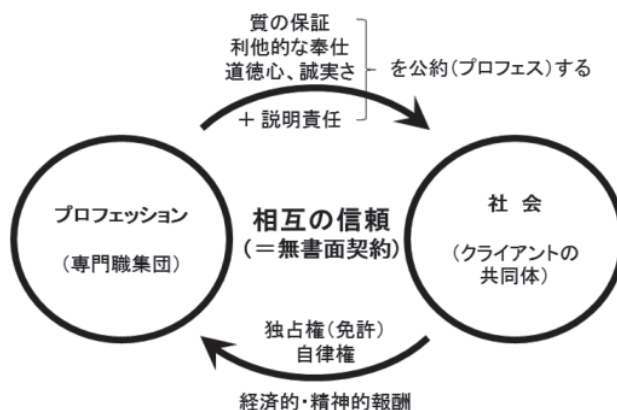 質の保証
利他的な奉仕
道徳心、誠実さ
を公約(プロフェス)する
＋説明責任
プロフェッション
(専門職集団)
相互の信頼
(＝無書面契約)
社　会
(クライアントの
共同体)
独占権(免許)
自律権
経済的・精神的報酬